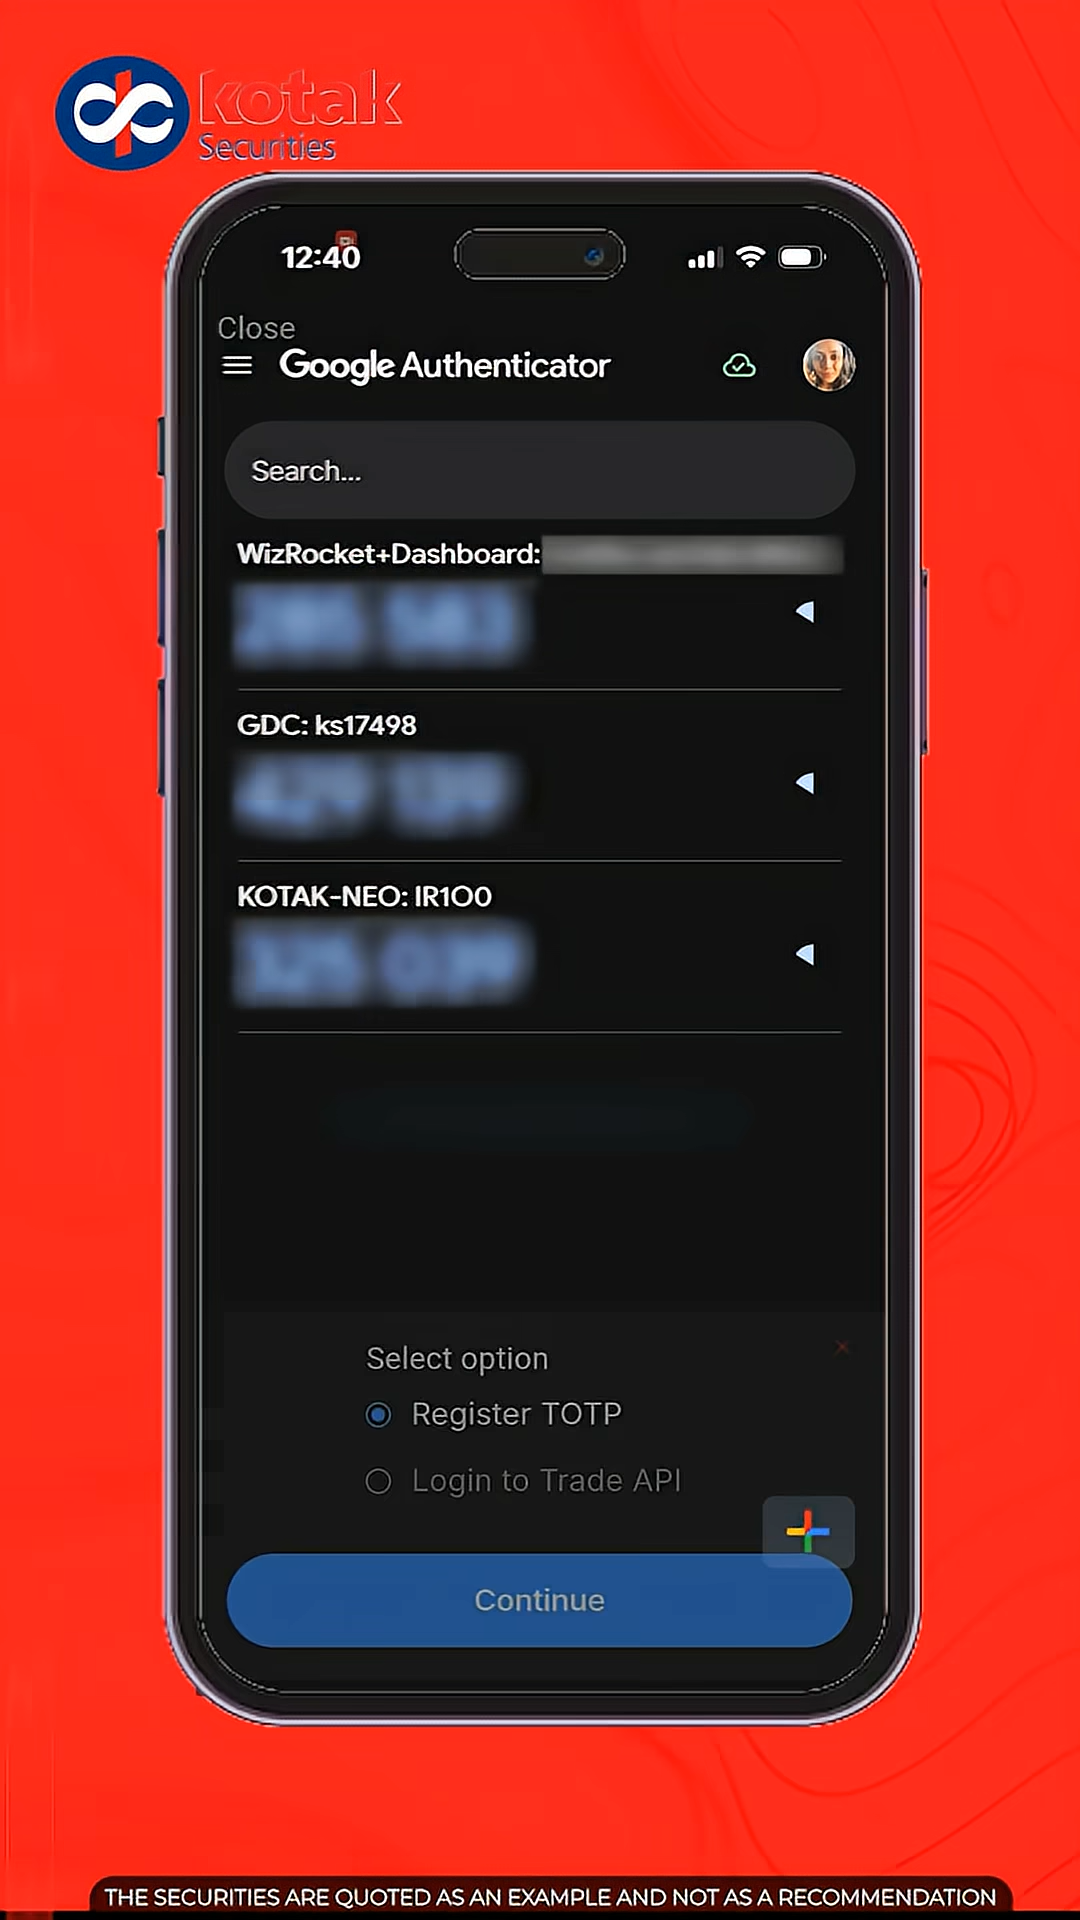 kotak
Securities
12:40
Close
Google Authenticator
Search...
WizRocket+Dashboard:
GDC: ks17498
KOTAK-NEO: IR1O0
Select option
Register TOTP
Login to Trade API
Continue
THE SECURITIES ARE QUOTED AS AN EXAMPLE AND NOT AS A RECOMMENDATION